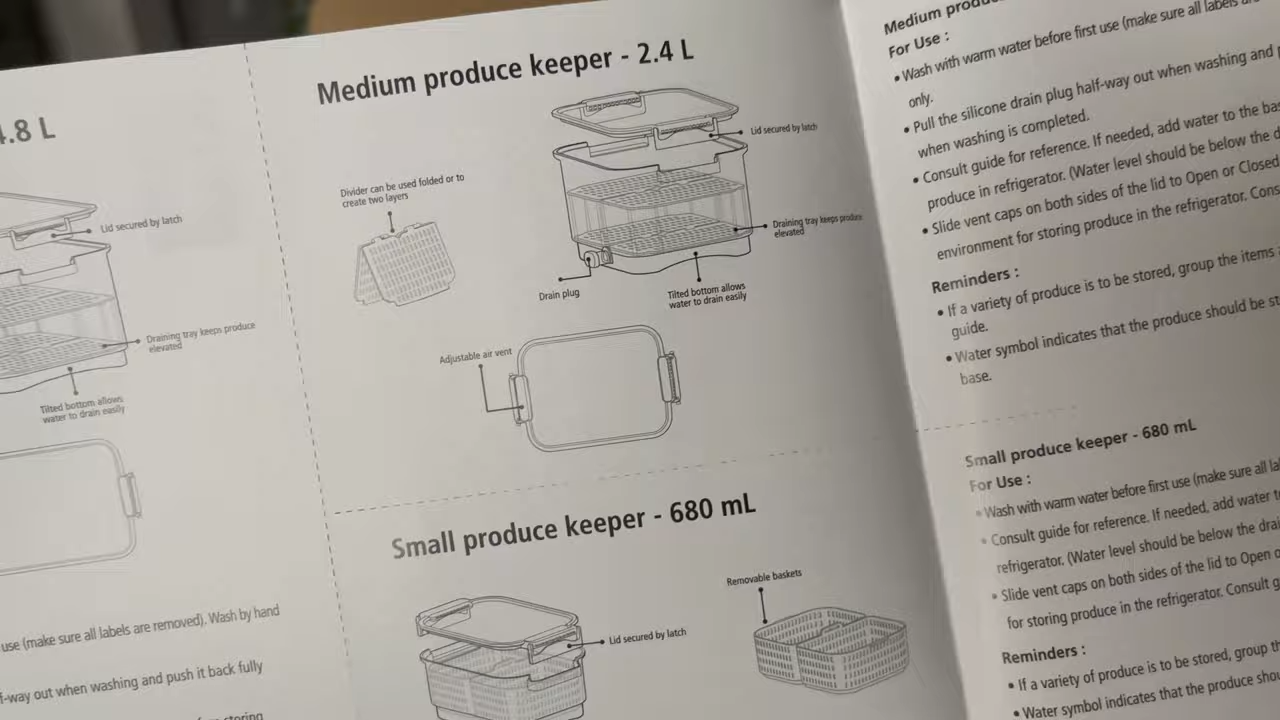 4.8 L
Lid secured by latch
Draining tray keeps produce
elevated
Tilted bottom allows
water to drain easily
use (make sure all labels are removed). Wash by hand
out when washing and push it back fully
Medium produce keeper - 2.4 L
Lid secured by latch
Divider can be used folded or to
create two layers
Draining tray keeps produce
elevated
Drain plug
Tilted bottom allows
water to drain easily
Adjustable air vent
Small produce keeper - 680 mL
Removable baskets
Lid secured by latch
Medium
For Use :
• Wash with warm water before first use (make sure all labels
only.
• Pull the silicone drain plug half-way out when washing and
when washing is completed.
• Consult guide for reference. If needed, add water to the
produce in refrigerator. (Water level should be below the
• Slide vent caps on both sides of the lid to Open or Closed
environment for storing produce in the refrigerator.
Reminders :
• If a variety of produce is to be stored, group the items
guide.
• Water symbol indicates that the produce should be
base.
Small produce keeper - 680 mL
For Use :
• Wash with warm water before first use (make sure all
• Consult guide for reference. If needed, add water
refrigerator. (Water level should be below the
• Slide vent caps on both sides of the lid to Open
for storing produce in the refrigerator. Consult
Reminders :
• If a variety of produce is to be stored, group
• Water symbol indicates that the produce